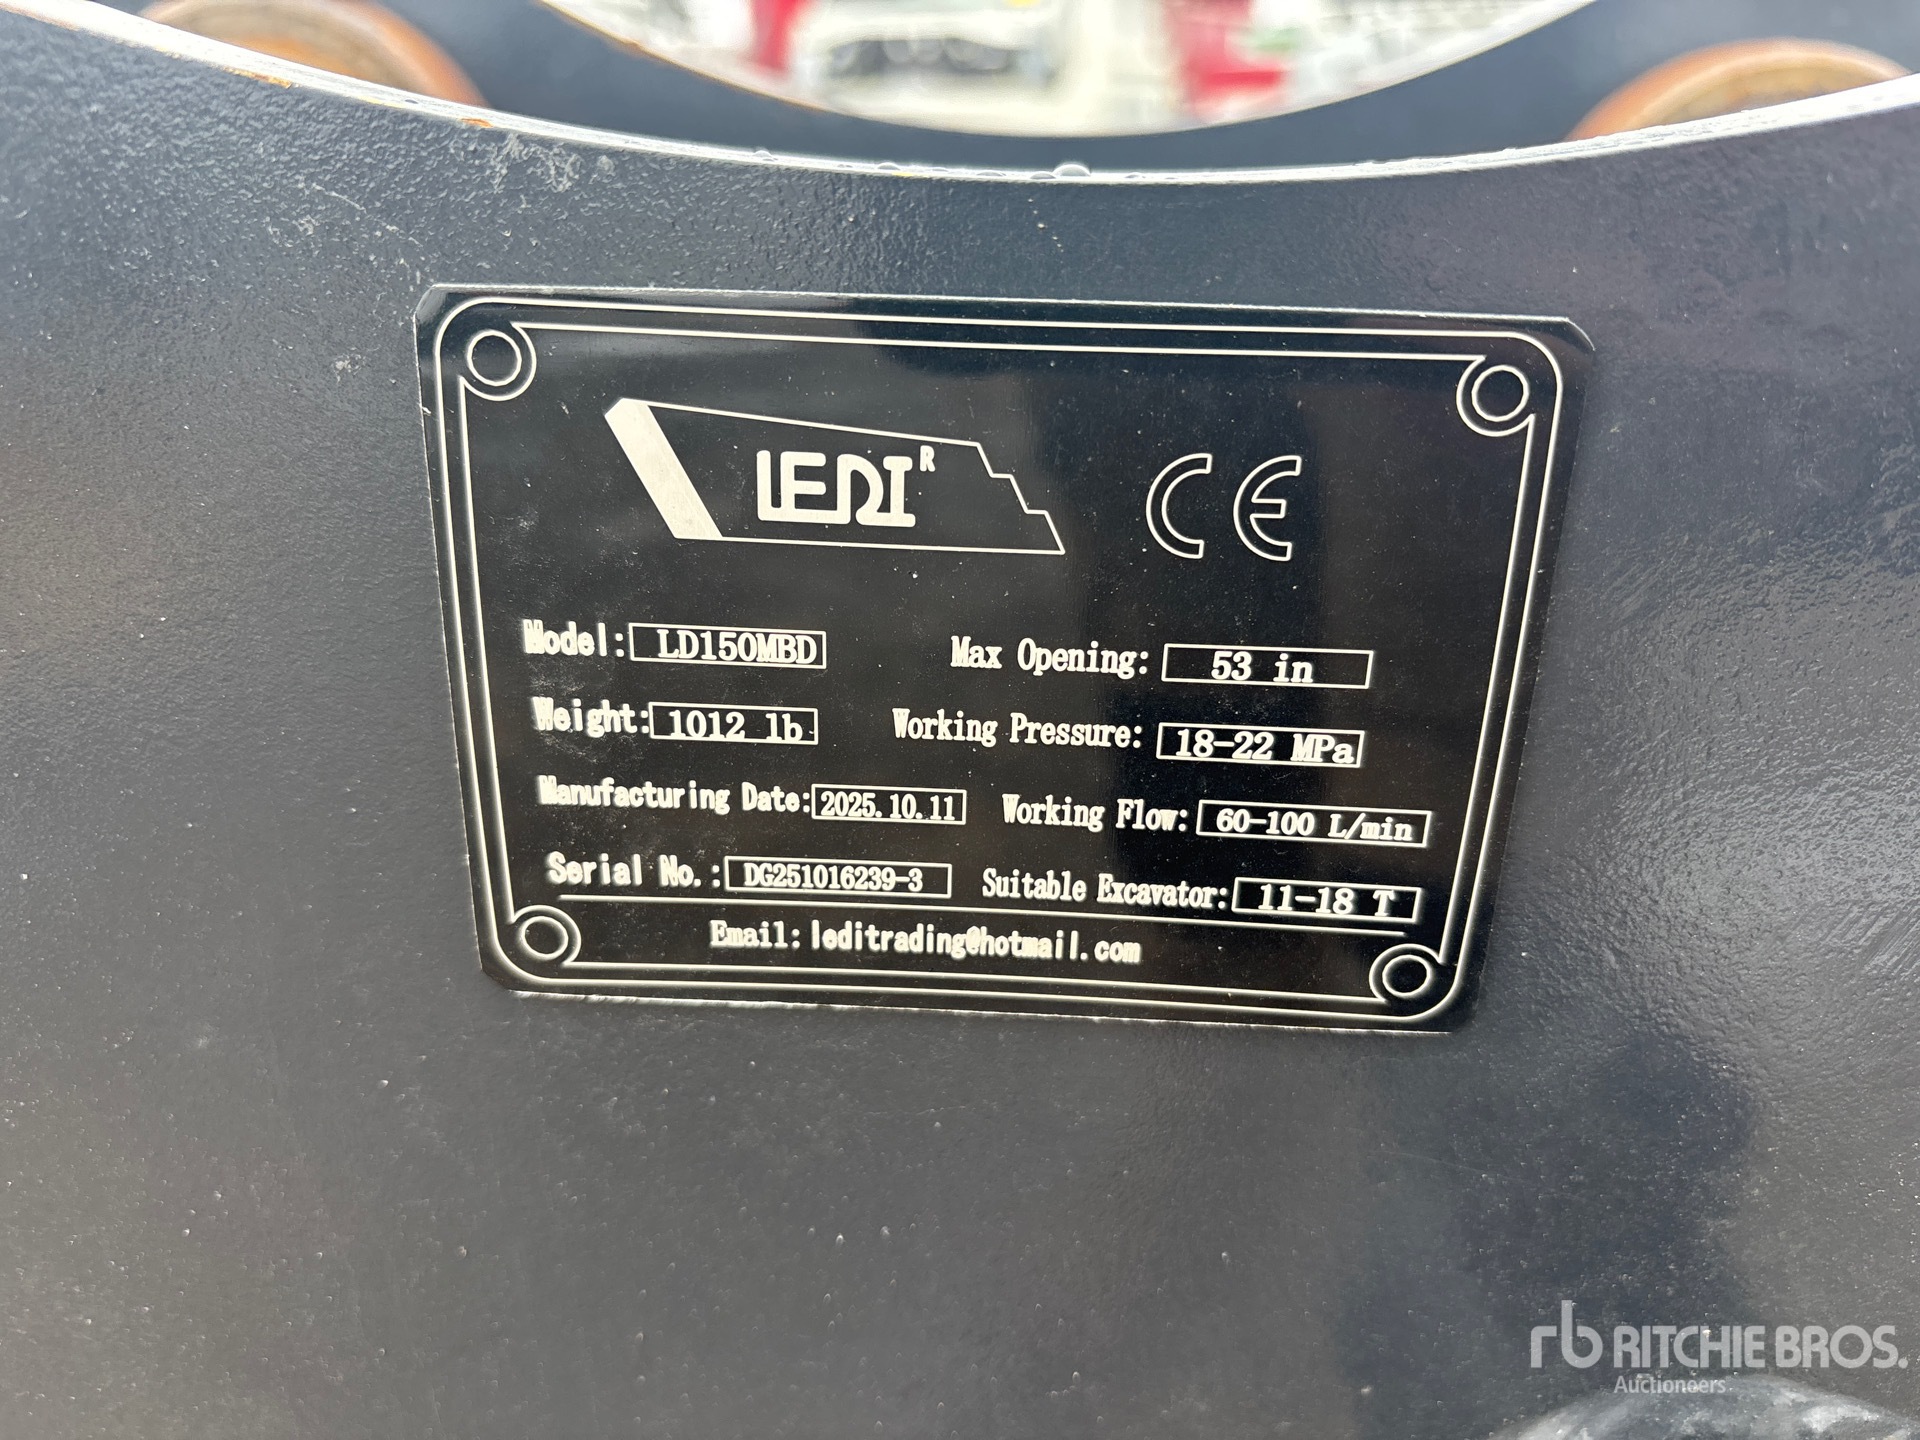 LEDI R CE
Model: LD150MBD Max Opening: 53 in
Weight: 1012 lb Working Pressure: 18-22 MPa
Manufacturing Date: 2025.10.11 Working Flow: 60-100 L/min
Serial No.: DG251016239-3 Suitable Excavator: 11-18 T
Email: leditrading@hotmail.com
rb RITCHIE BROS.
Auctioneers